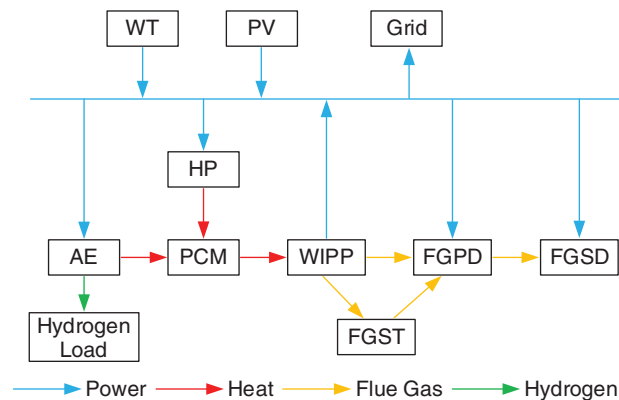 WT
PV
Grid
HP
AE
PCM
WIPP
FGPD
FGSD
Hydrogen
Load
FGST
Power
Heat
Flue Gas
Hydrogen